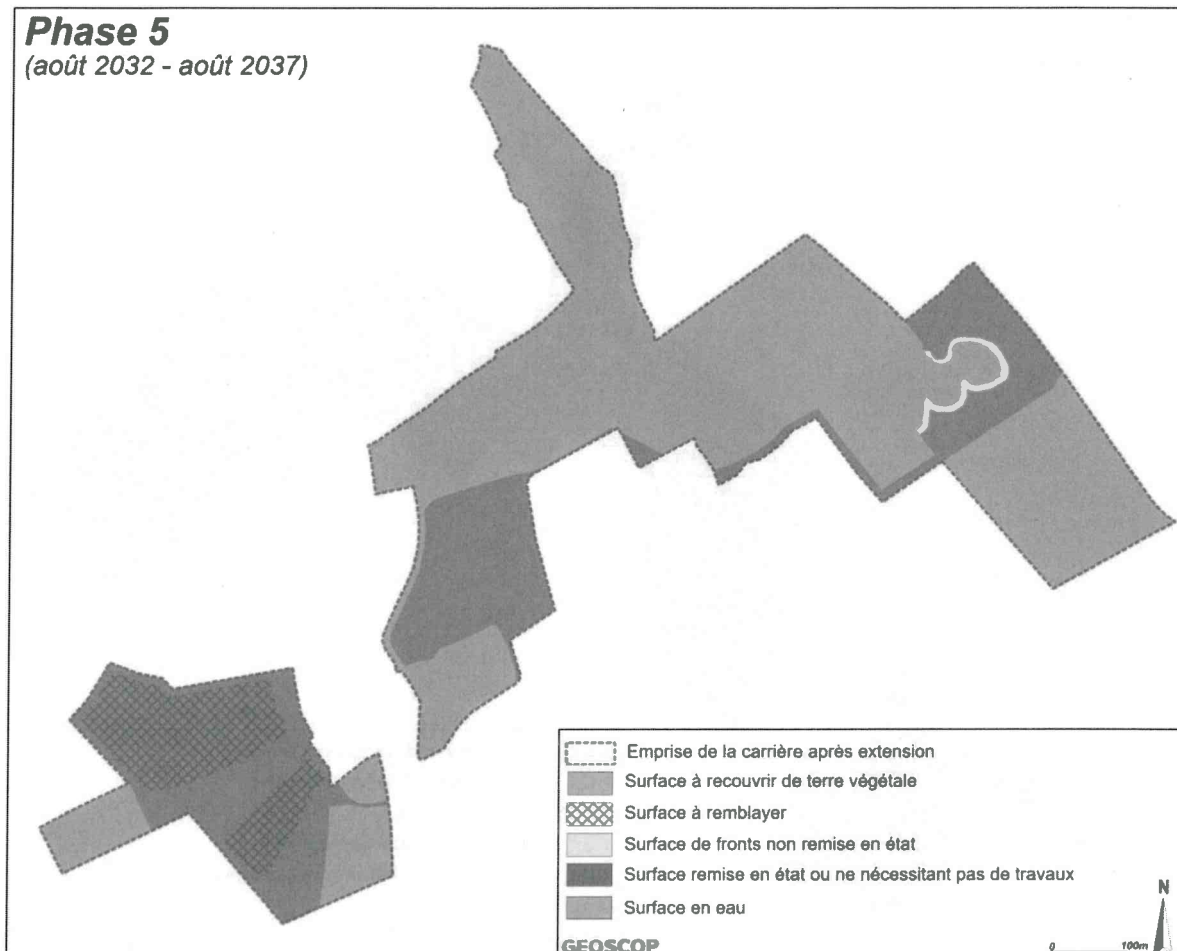 Phase 5
(août 2032 - août 2037)
Emprise de la carrière après extension
Surface à recouvrir de terre végétale
Surface à remblayer
Surface de fronts non remise en état
Surface remise en état ou ne nécessitant pas de travaux
Surface en eau
N
GEOSCOP
0 100m